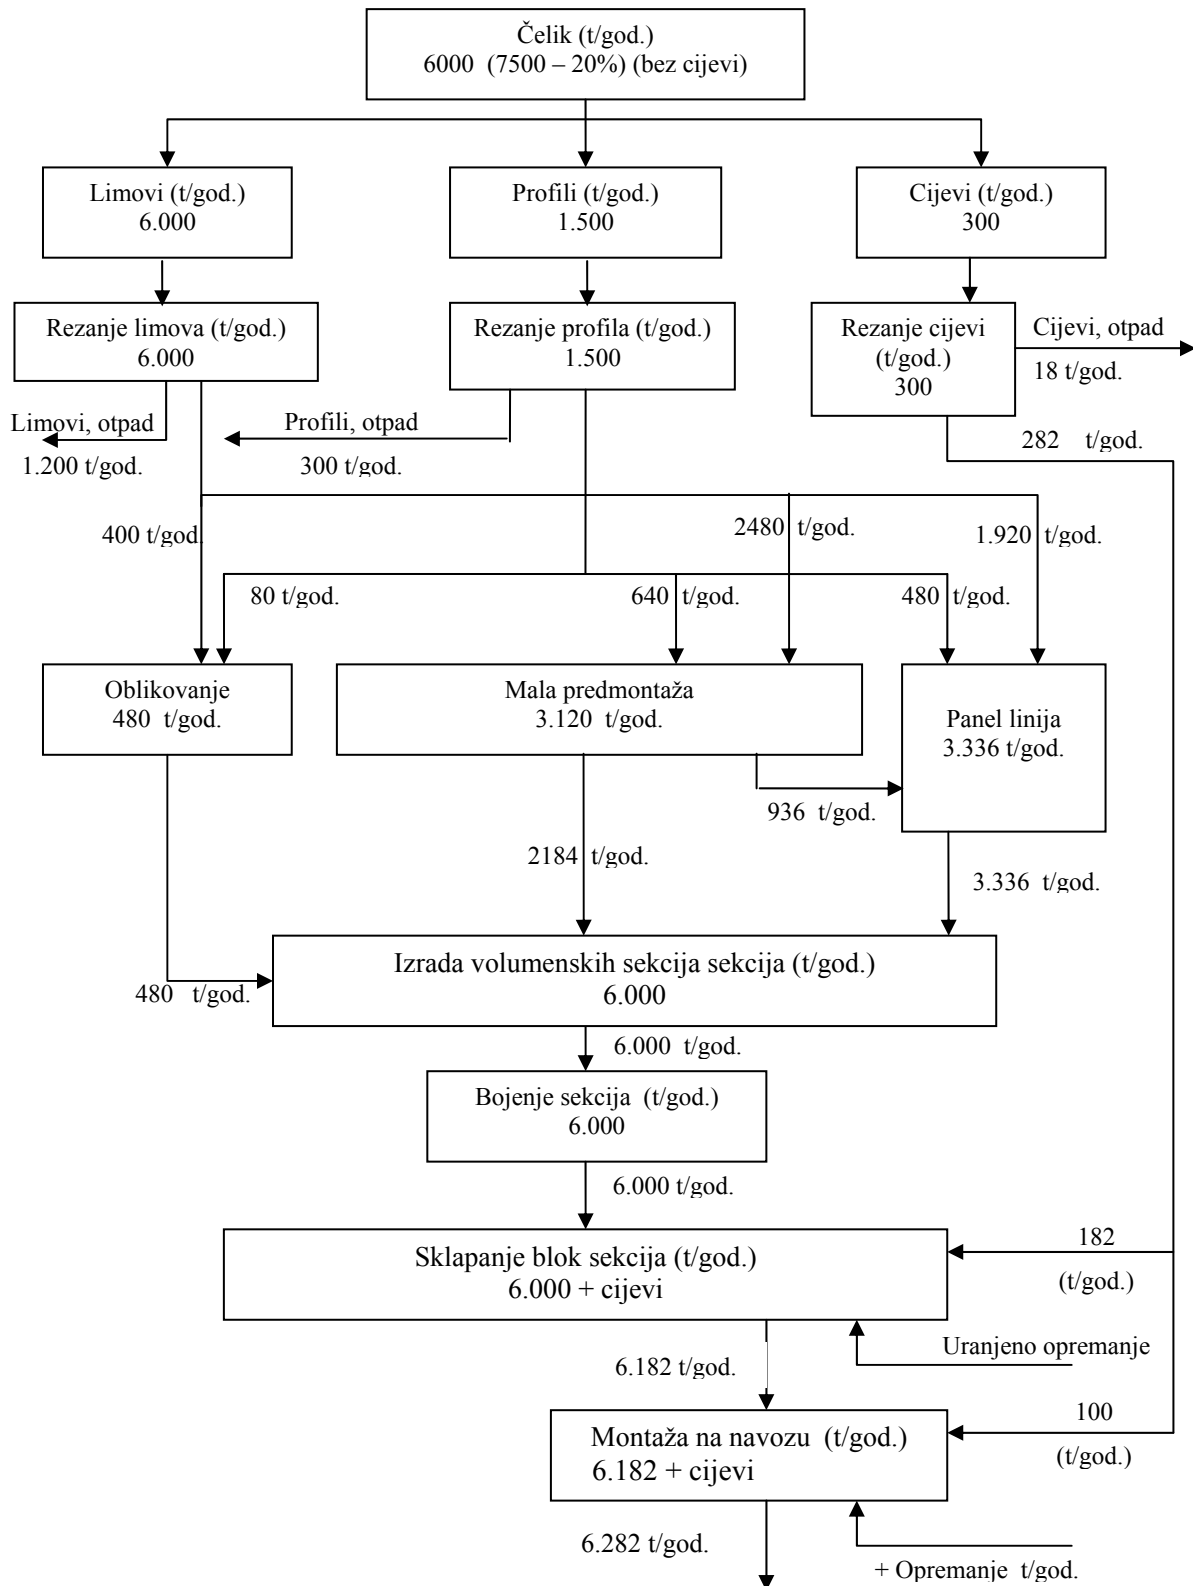 Čelik (t/god.)
6000 (7500 – 20%) (bez cijevi)
Limovi (t/god.)
6.000
Profili (t/god.)
1.500
Cijevi (t/god.)
300
Rezanje limova (t/god.)
6.000
Rezanje profila (t/god.)
1.500
Rezanje cijevi
(t/god.)
300
Cijevi, otpad
18 t/god.
Limovi, otpad
1.200 t/god.
Profili, otpad
300 t/god.
282 t/god.
400 t/god.
2480 t/god.
1.920 t/god.
80 t/god.
640 t/god.
480 t/god.
Oblikovanje
480 t/god.
Mala predmontaža
3.120 t/god.
Panel linija
3.336 t/god.
936 t/god.
2184 t/god.
3.336 t/god.
480 t/god.
Izrada volumenskih sekcija sekcija (t/god.)
6.000
6.000 t/god.
Bojenje sekcija (t/god.)
6.000
6.000 t/god.
Sklapanje blok sekcija (t/god.)
6.000 + cijevi
182
(t/god.)
Uranjeno opremanje
6.182 t/god.
Montaža na navozu (t/god.)
6.182 + cijevi
100
(t/god.)
6.282 t/god.
+ Opremanje t/god.